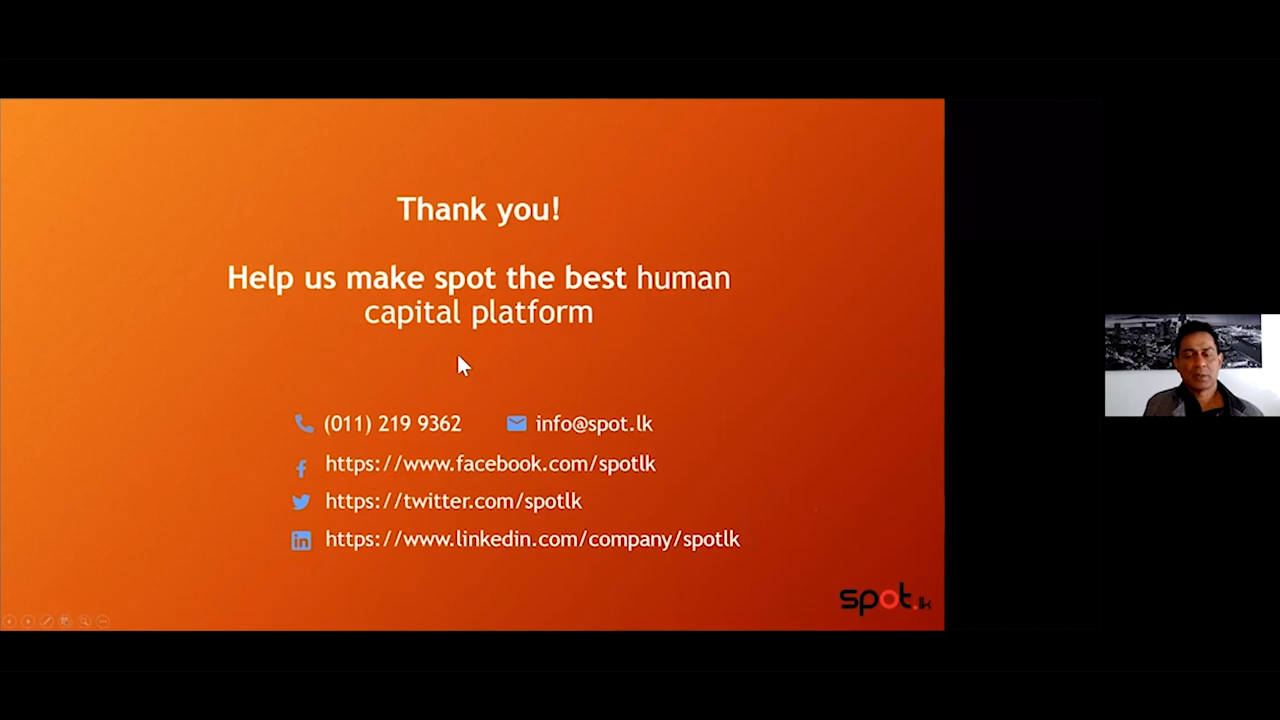 Thank you!
Help us make spot the best human
capital platform
(011) 219 9362 info@spot.lk
https://www.facebook.com/spotlk
https://twitter.com/spotlk
https://www.linkedin.com/company/spotlk
spot.lk